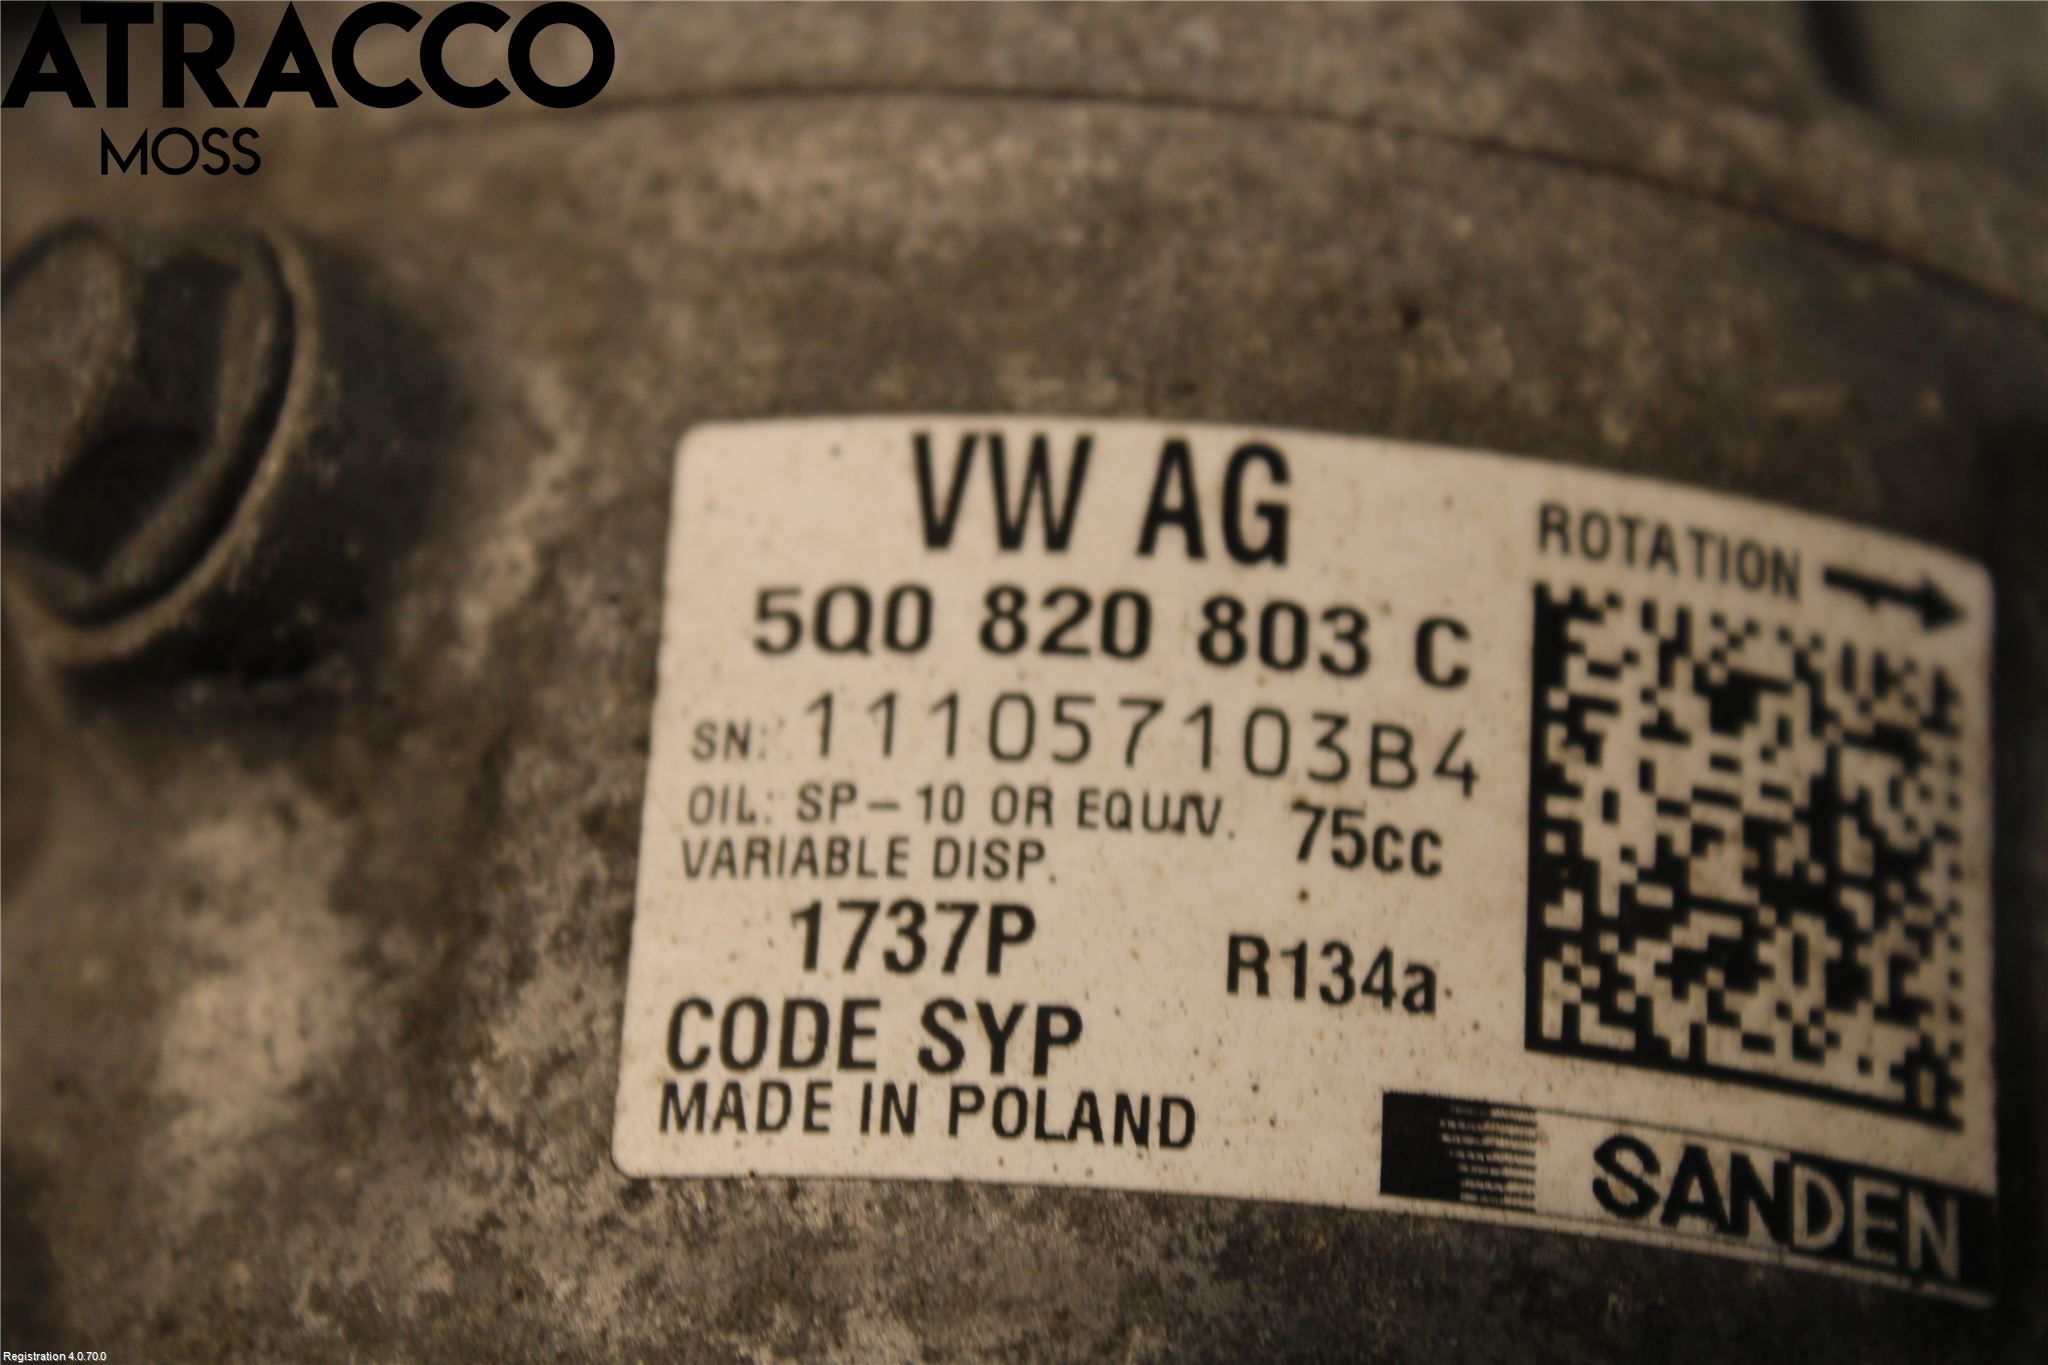 ATRACCO
MOSS
VW AG
ROTATION
5Q0 820 803 C
SN: 111057103B4
OIL: SP-10 OR EQUIV. 75cc
VARIABLE DISP.
1737P
R134a
CODE SYP
MADE IN POLAND
SANDEN
Registration 4.0.70.0